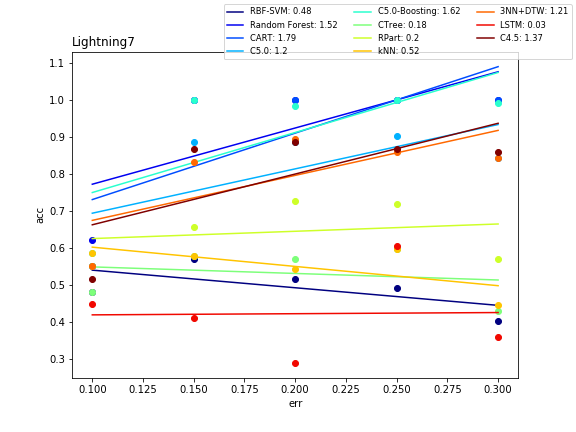 RBF-SVM: 0.48
Random Forest: 1.52
CART: 1.79
C5.0: 1.2
C5.0-Boosting: 1.62
CTree: 0.18
RPart: 0.2
kNN: 0.52
3NN+DTW: 1.21
LSTM: 0.03
C4.5: 1.37
Lightning7
acc
1.1
1.0
0.9
0.8
0.7
0.6
0.5
0.4
0.3
0.100
0.125
0.150
0.175
0.200
0.225
0.250
0.275
0.300
err